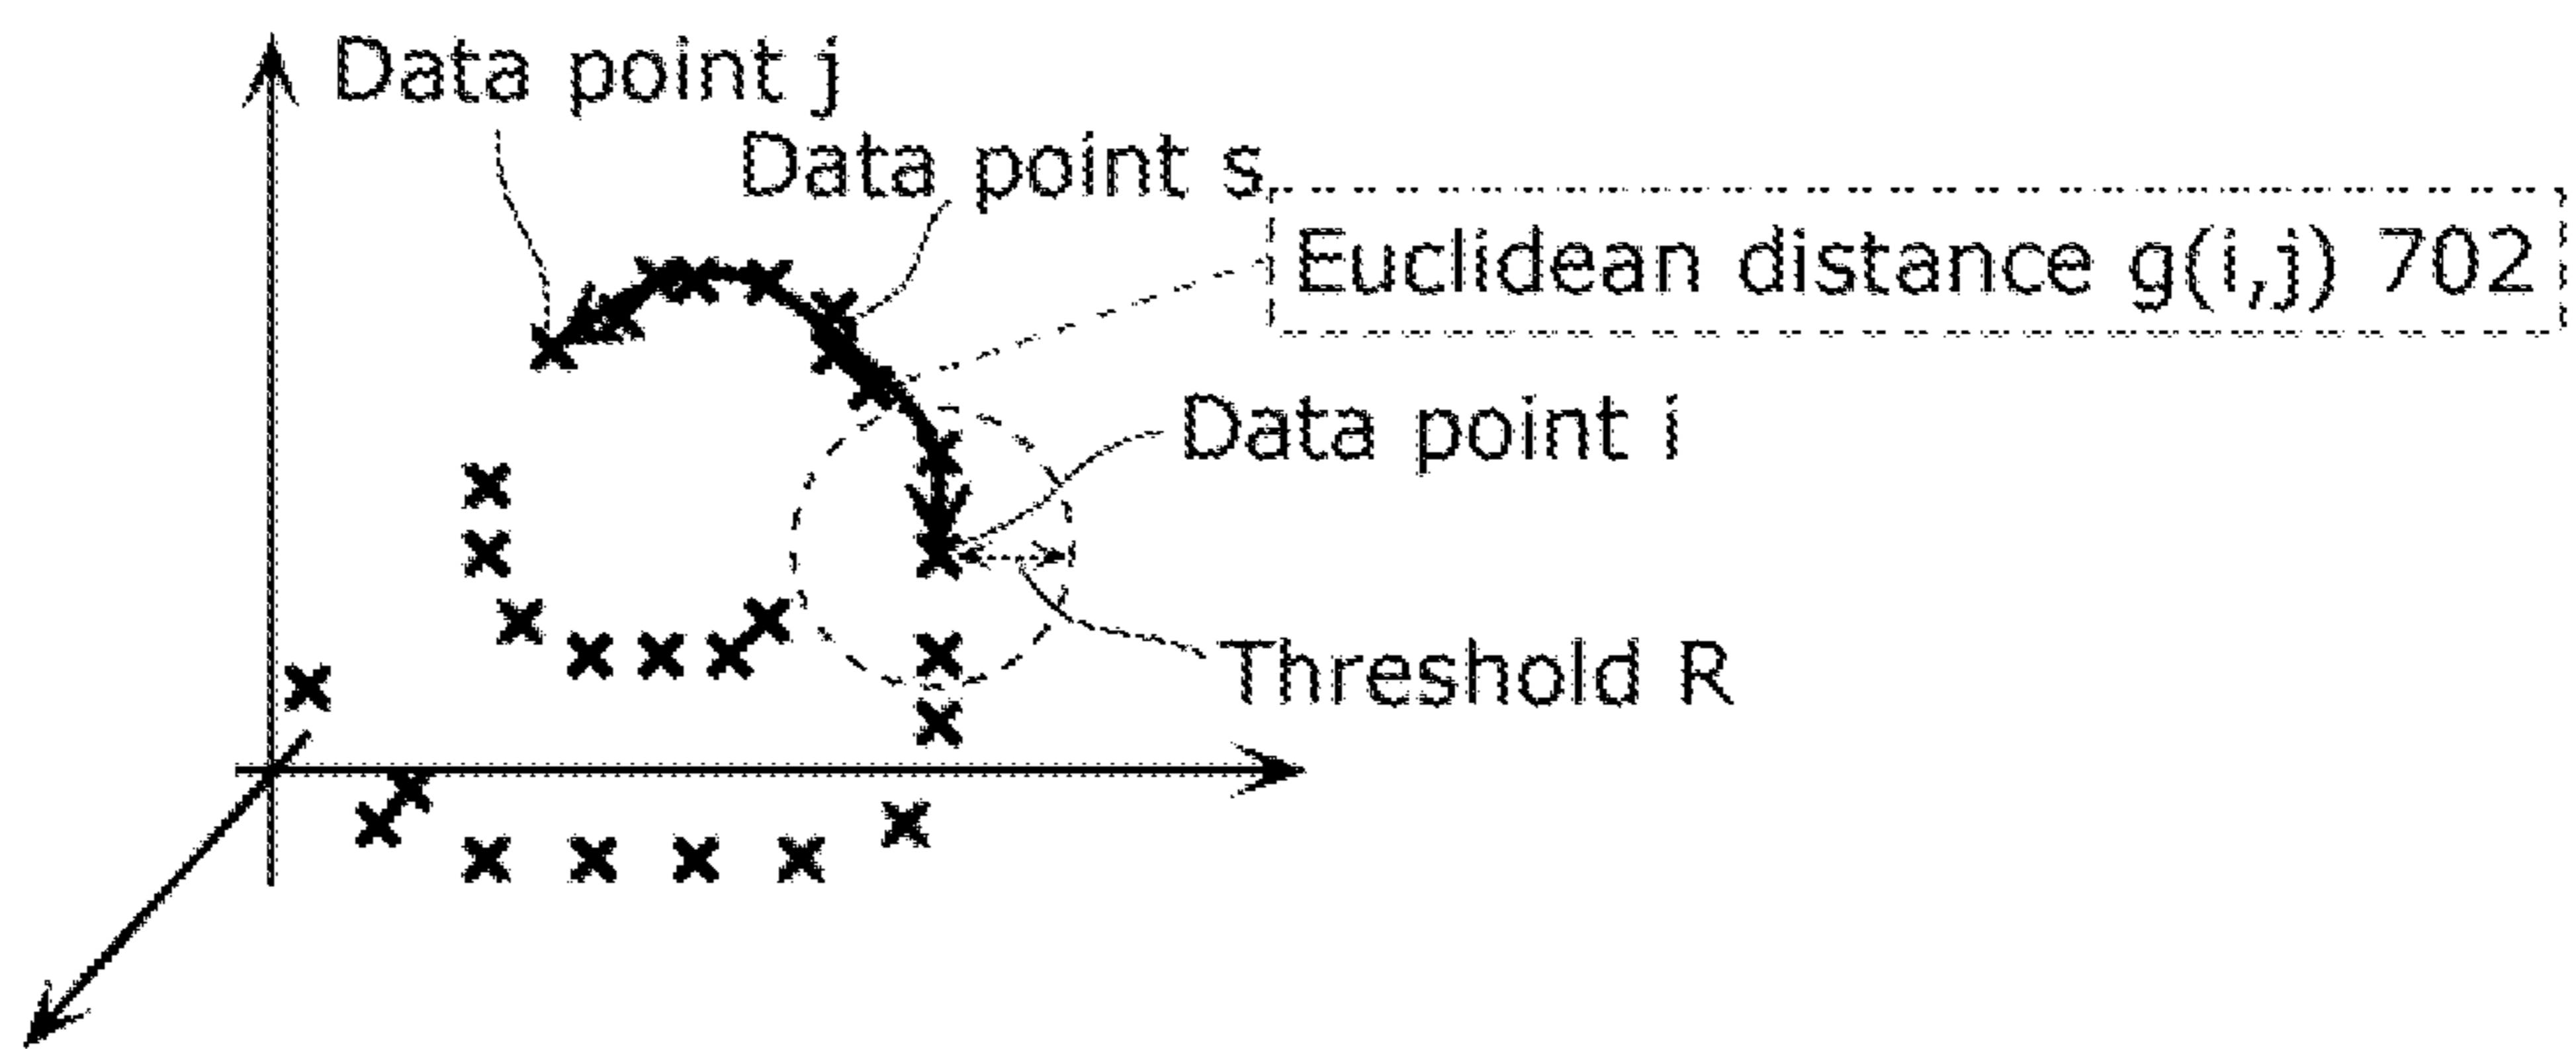 Data point j
Data point s
Euclidean distance g(i,j) 702
Data point i
Threshold R